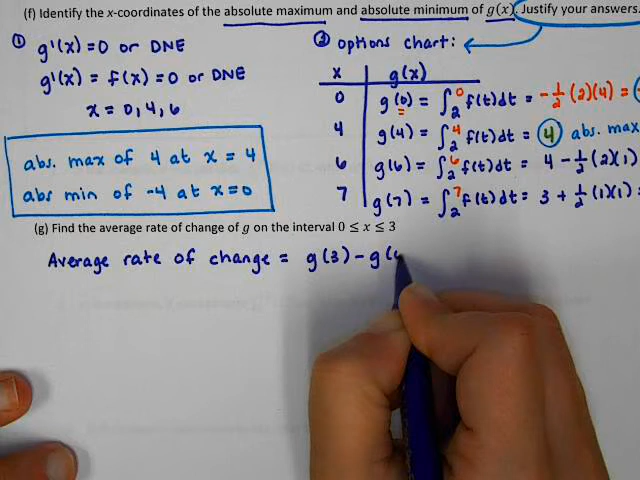 (f) Identify the x-coordinates of the absolute maximum and absolute minimum of g(x). Justify your answers.
① g'(x) = 0 or DNE
g'(x) = f(x) = 0 or DNE
x = 0, 4, 6
abs. max of 4 at x = 4
abs min of -4 at x = 0
② options chart:
x g(x)
0 g(0) = ∫₂⁰ f(t)dt = -½(2)(4) =
4 g(4) = ∫₂⁴ f(t)dt = 4 abs. max
6 g(6) = ∫₂⁶ f(t)dt = 4 - ½(2)(1)
7 g(7) = ∫₂⁷ f(t)dt = 3 + ½(1)(1) =
(g) Find the average rate of change of g on the interval 0 ≤ x ≤ 3
Average rate of change = g(3) - g(